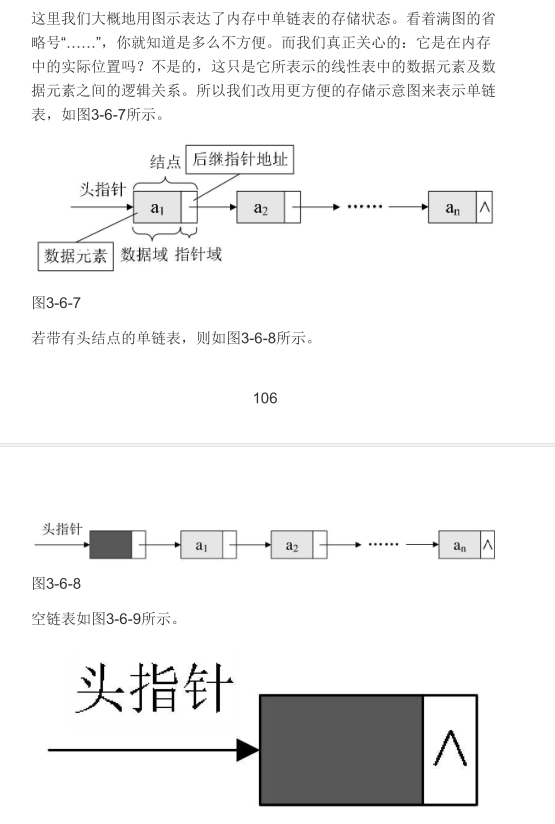 这里我们大概地用图示表达了内存中单链表的存储状态。看着满图的省
略号“……”，你就知道是多么不方便。而我们真正关心的：它是在内存
中的实际位置吗？不是的，这只是它所表示的线性表中的数据元素及数
据元素之间的逻辑关系。所以我们改用更方便的存储示意图来表示单链
表，如图3-6-7所示。
结点 后继指针地址
头指针
a1 a2 …… an ∧
数据元素 数据域 指针域
图3-6-7
若带有头结点的单链表，则如图3-6-8所示。
106
头指针
a1 a2 …… an ∧
图3-6-8
空链表如图3-6-9所示。
头指针
∧